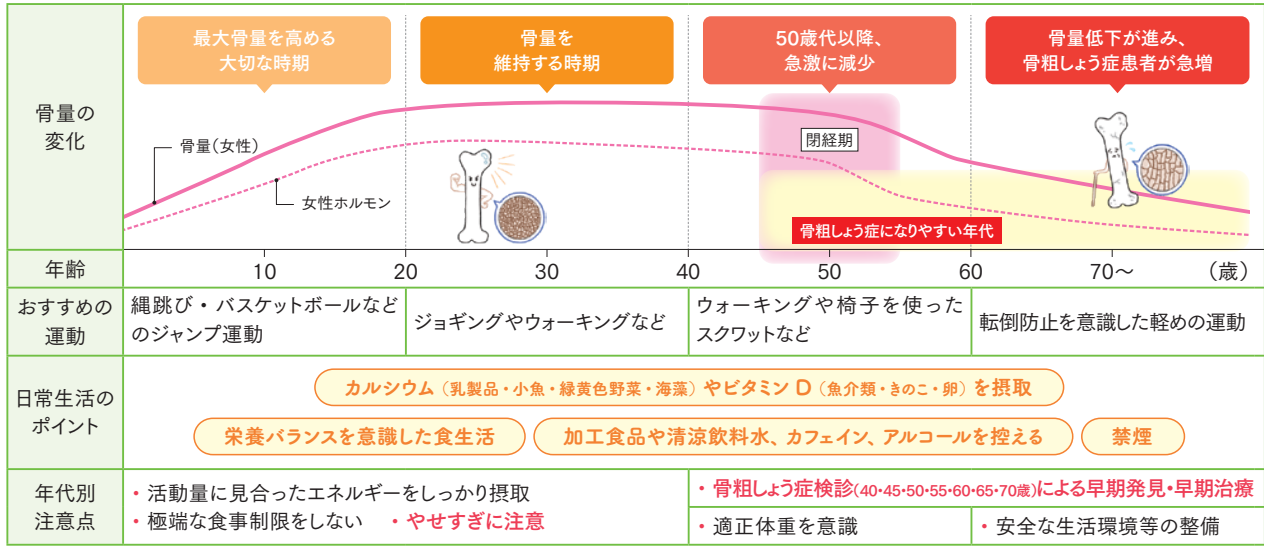 最大骨量を高める
大切な時期
骨量を
維持する時期
50歳代以降、
急激に減少
骨量低下が進み、
骨粗しょう症患者が急増
骨量の
変化
骨量(女性)
女性ホルモン
閉経期
骨粗しょう症になりやすい年代
年齢
10
20
30
40
50
60
70〜
(歳)
おすすめの
運動
縄跳び・バスケットボールなど
のジャンプ運動
ジョギングやウォーキングなど
ウォーキングや椅子を使った
スクワットなど
転倒防止を意識した軽めの運動
日常生活の
ポイント
カルシウム(乳製品・小魚・緑黄色野菜・海藻)やビタミン D(魚介類・きのこ・卵)を摂取
栄養バランスを意識した食生活
加工食品や清涼飲料水、カフェイン、アルコールを控える
禁煙
年代別
注意点
・活動量に見合ったエネルギーをしっかり摂取
・極端な食事制限をしない ・やせすぎに注意
・骨粗しょう症検診(40・45・50・55・60・65・70歳)による早期発見・早期治療
・適正体重を意識
・安全な生活環境等の整備